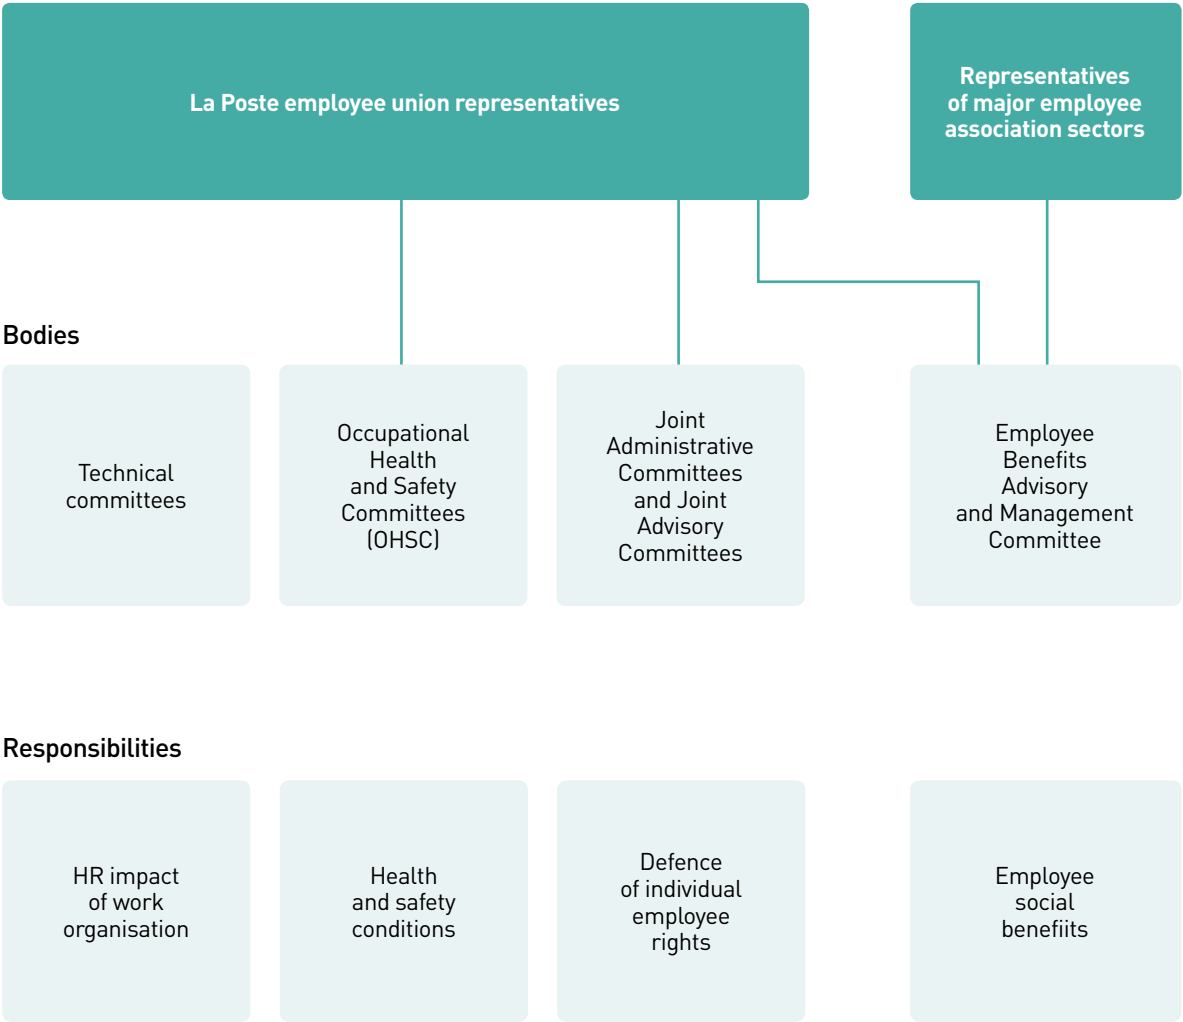 La Poste employee union representatives
Representatives
of major employee
association sectors
Bodies
Technical
committees
Occupational
Health
and Safety
Committees
(OHSC)
Joint
Administrative
Committees
and Joint
Advisory
Committees
Employee
Benefits
Advisory
and Management
Committee
Responsibilities
HR impact
of work
organisation
Health
and safety
conditions
Defence
of individual
employee
rights
Employee
social
benefiits